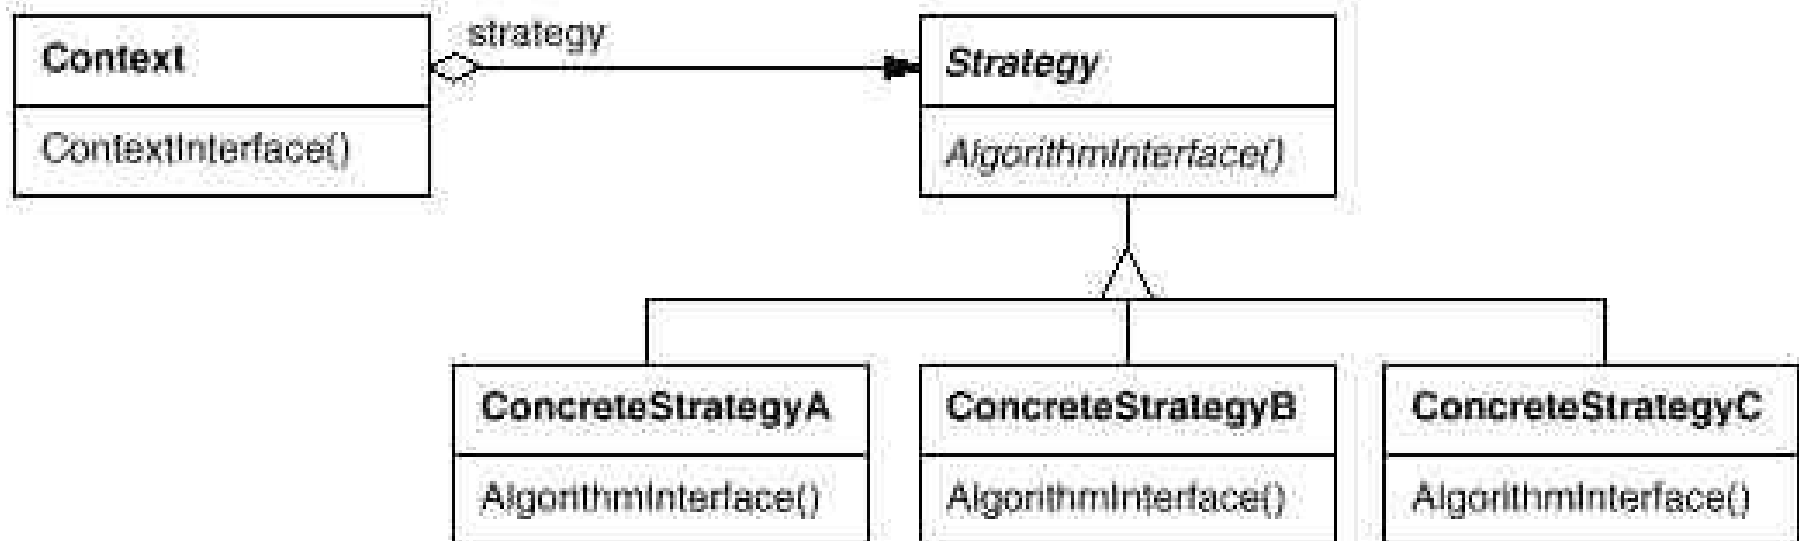 strategy
Context
Strategy
ContextInterface()
AlgorithmInterface()
ConcreteStrategyA
ConcreteStrategyB
ConcreteStrategyC
AlgorithmInterface()
AlgorithmInterface()
AlgorithmInterface()